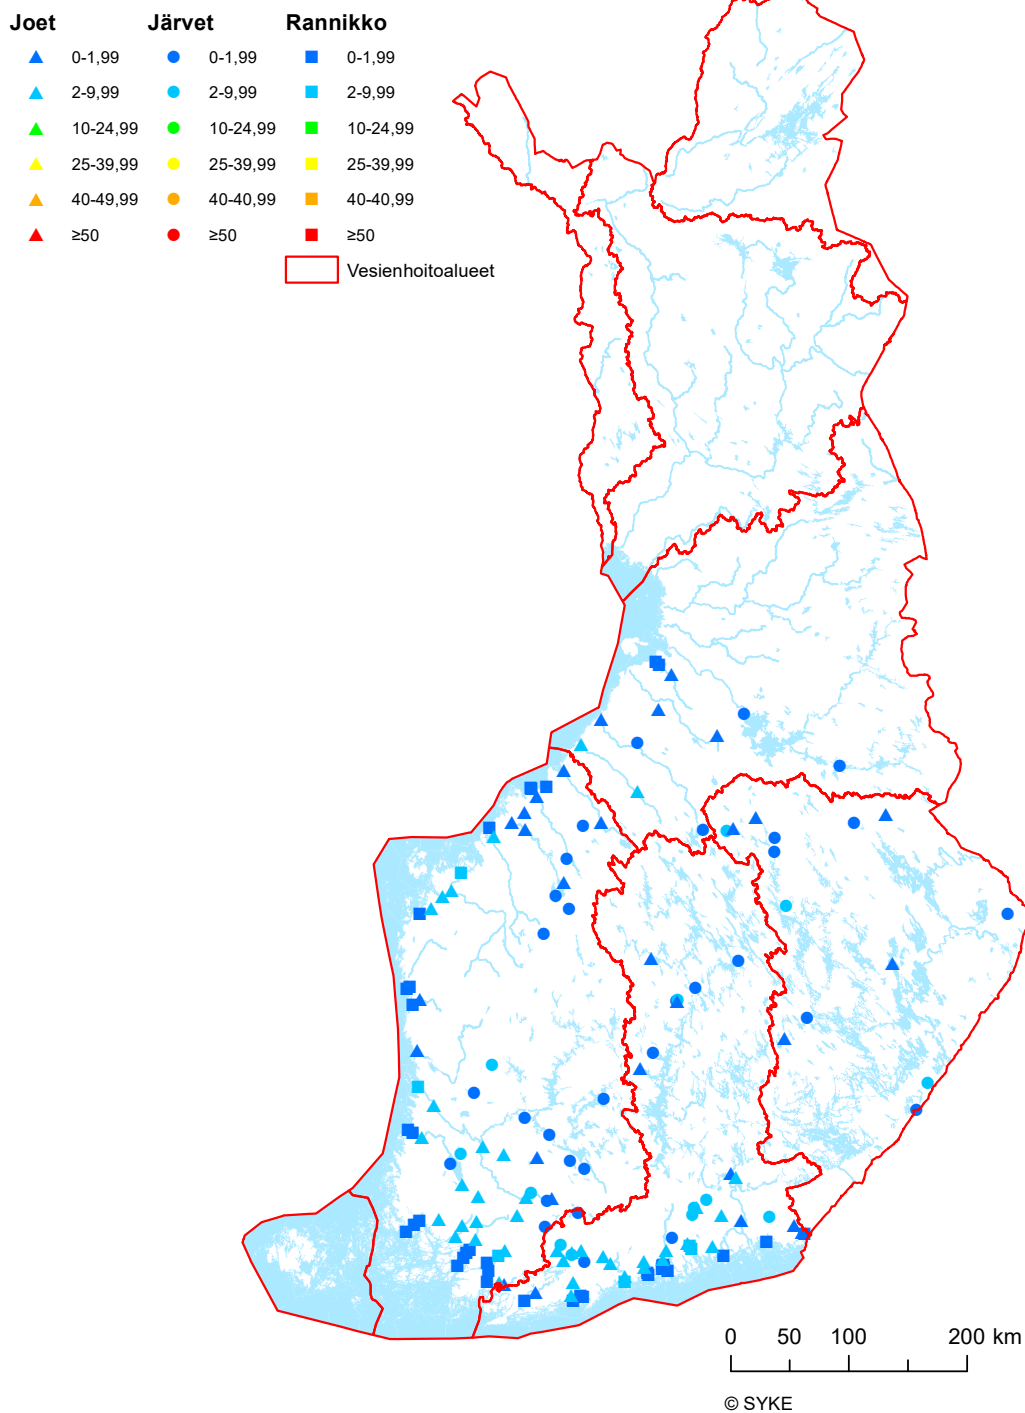 Joet Järvet Rannikko
0-1,99 0-1,99 0-1,99
2-9,99 2-9,99 2-9,99
10-24,99 10-24,99 10-24,99
25-39,99 25-39,99 25-39,99
40-49,99 40-40,99 40-40,99
≥50 ≥50 ≥50
Vesienhoitoalueet
0 50 100 200 km
© SYKE